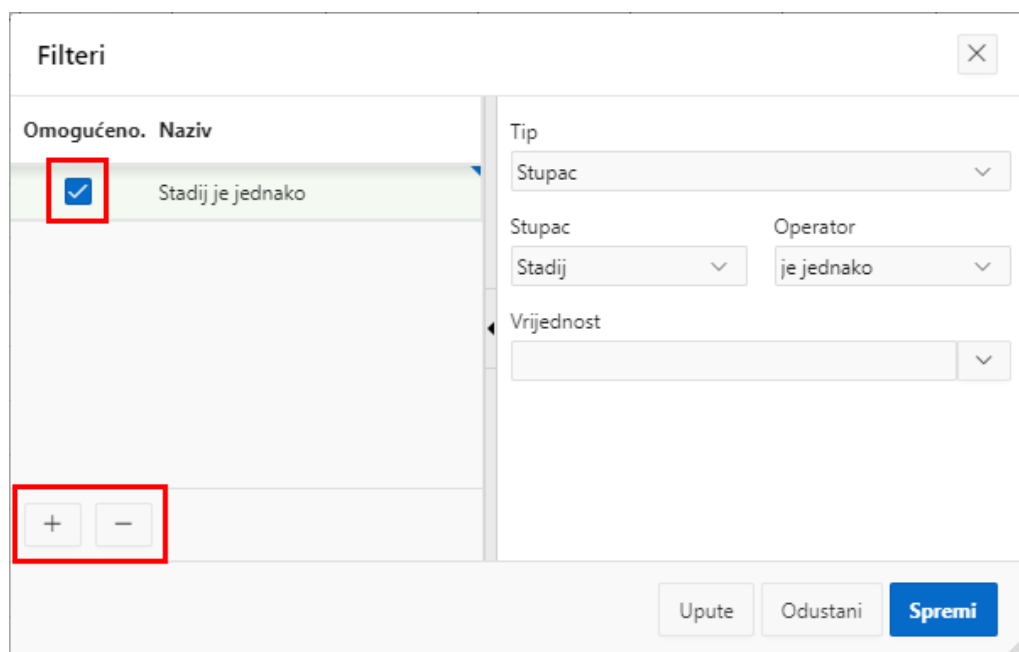 Filteri
Omogućeno. Naziv
Stadij je jednako
Tip
Stupac
Stupac Operator
Stadij je jednako
Vrijednost
Upute Odustani Spremi